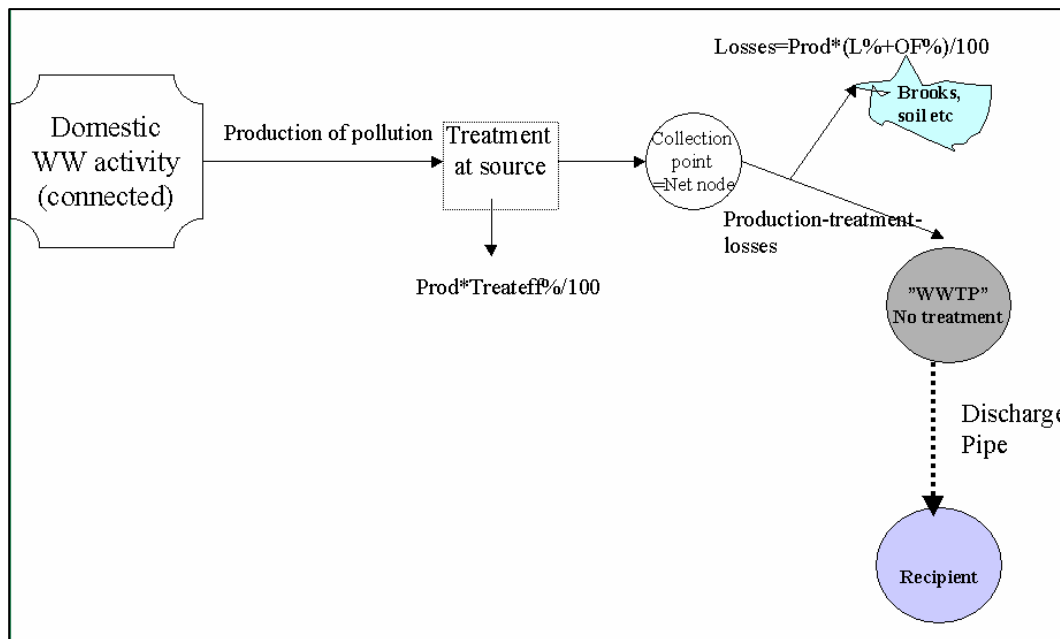 Losses=Prod*(L%+OF%)/100
Domestic
WW activity
(connected)
Production of pollution
Treatment
at source
Collection
point
=Net node
Brooks,
soil etc
Production-treatment-
losses
Prod*Treateff%/100
"WWTP"
No treatment
Discharge
Pipe
Recipient